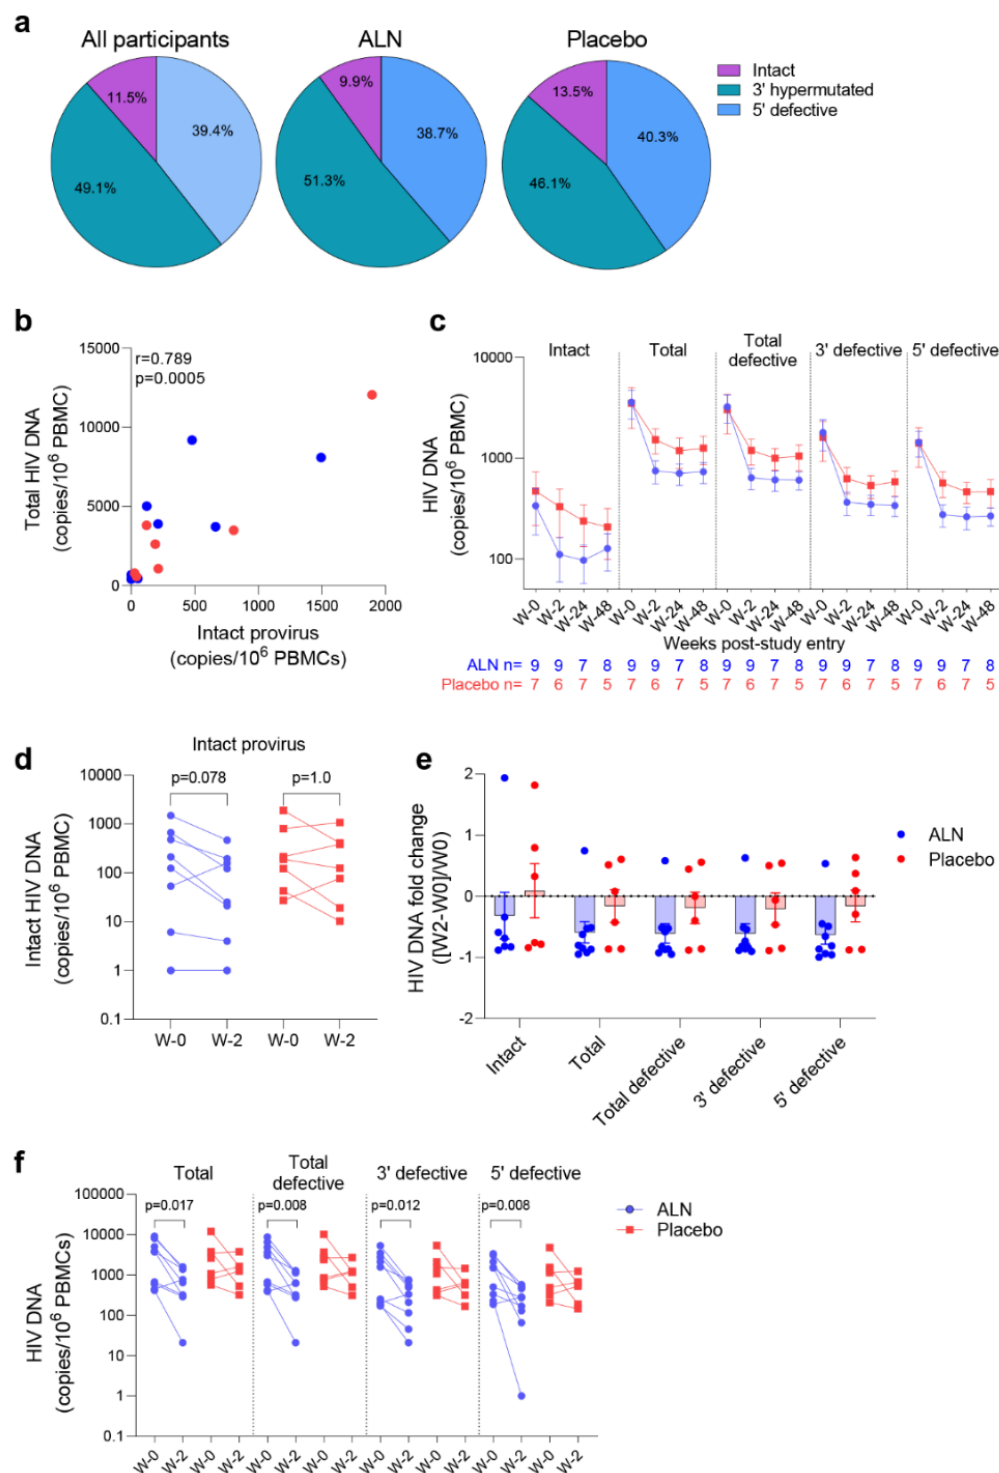 a
All participants
ALN
Placebo
11.5%
39.4%
49.1%
9.9%
38.7%
51.3%
13.5%
40.3%
46.1%
Intact
3' hypermutated
5' defective
b
Total HIV DNA
(copies/10⁶ PBMC)
15000
10000
5000
0
r=0.789
p=0.0005
0 500 1000 1500 2000
Intact provirus
(copies/10⁶ PBMCs)
c
HIV DNA
(copies/10⁶ PBMC)
10000
1000
100
Intact
Total
Total
defective
3' defective
5' defective
W-0 W-2 W-24 W-48 W-0 W-2 W-24 W-48 W-0 W-2 W-24 W-48 W-0 W-2 W-24 W-48 W-0 W-2 W-24 W-48
Weeks post-study entry
ALN n= 9 9 7 8 9 9 7 8 9 9 7 8 9 9 7 8 9 9 7 8
Placebo n= 7 6 7 5 7 6 7 5 7 6 7 5 7 6 7 5 7 6 7 5
d
Intact provirus
Intact HIV DNA
(copies/10⁶ PBMC)
10000
1000
100
10
1
0.1
p=0.078
p=1.0
W-0 W-2 W-0 W-2
e
HIV DNA fold change
([W2-W0]/W0)
2
1
0
-1
-2
Intact
Total
Total defective
3' defective
5' defective
ALN
Placebo
f
HIV DNA
(copies/10⁶ PBMCs)
100000
10000
1000
100
10
1
0.1
Total
Total
defective
3' defective
5' defective
p=0.017
p=0.008
p=0.012
p=0.008
ALN
Placebo
W-0 W-2 W-0 W-2 W-0 W-2 W-0 W-2 W-0 W-2 W-0 W-2 W-0 W-2 W-0 W-2